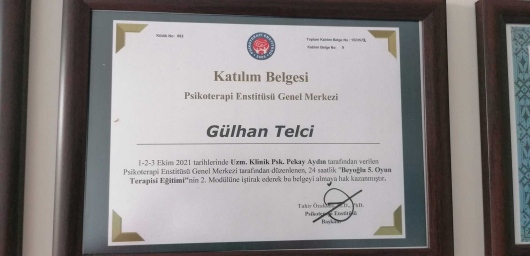 Katılım Belgesi
Psikoterapi Enstitüsü Genel Merkezi
Gülhan Telci
1-2-3 Ekim 2021 tarihlerinde Uzm. Klinik Psk. Pekay Aydın tarafından verilen
Psikoterapi Enstitüsü Genel Merkezi tarafından düzenlenen, 24 saatlik "Beyoğlu 5. Oyun
Terapisi Eğitimi"nin 2. Modülüne iştirak ederek bu belgeyi almaya hak kazanmıştır.
Psikoterapi Enstitüsü
Başkanı